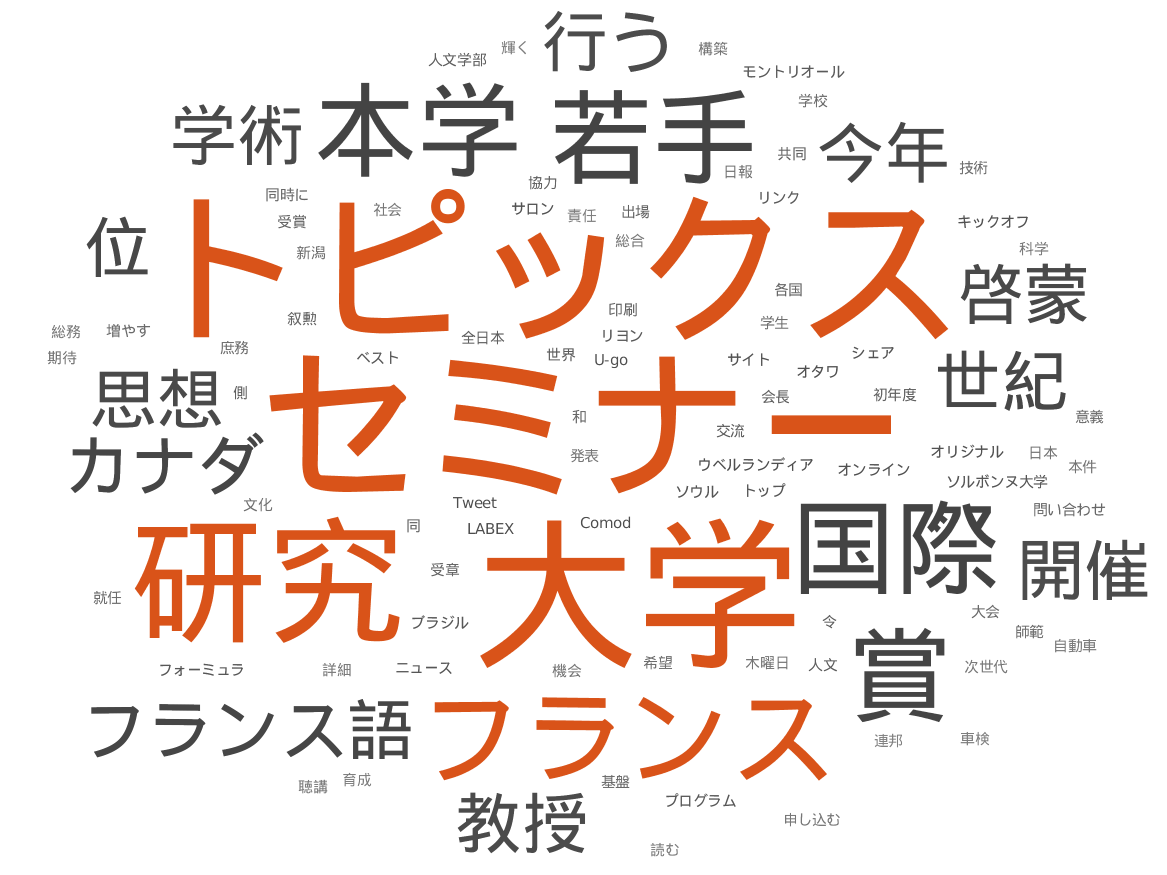 行う
輝く
構築
人文学部
モントリオール
学校
学術
本学
若手
今年
共同
技術
日報
協力
同時に
リンク
社会
サロン
責任
出場
受賞
キックオフ
総合
科学
位
新潟
トピックス
各国
啓蒙
印刷
叙勲
学生
総務
増やす
全日本
リヨン
期待
庶務
ベスト
世界
U-go
サイト
シェア
オタワ
世紀
思想
側
セミナー
会長
初年度
和
意義
交流
カナダ
発表
オリジナル
日本
ウベルランディア
オンライン
本件
ソルボンヌ大学
ソウル
トップ
文化
Tweet
問い合わせ
LABEX
Comod
同
国際
研究
大学
受章
開催
就任
ブラジル
大会
令
師範
自動車
フォーミュラ
詳細
ニュース
機会
希望
木曜日
人文
賞
次世代
フランス語
フランス
連邦
車検
聴講
育成
基盤
プログラム
教授
申し込む
読む